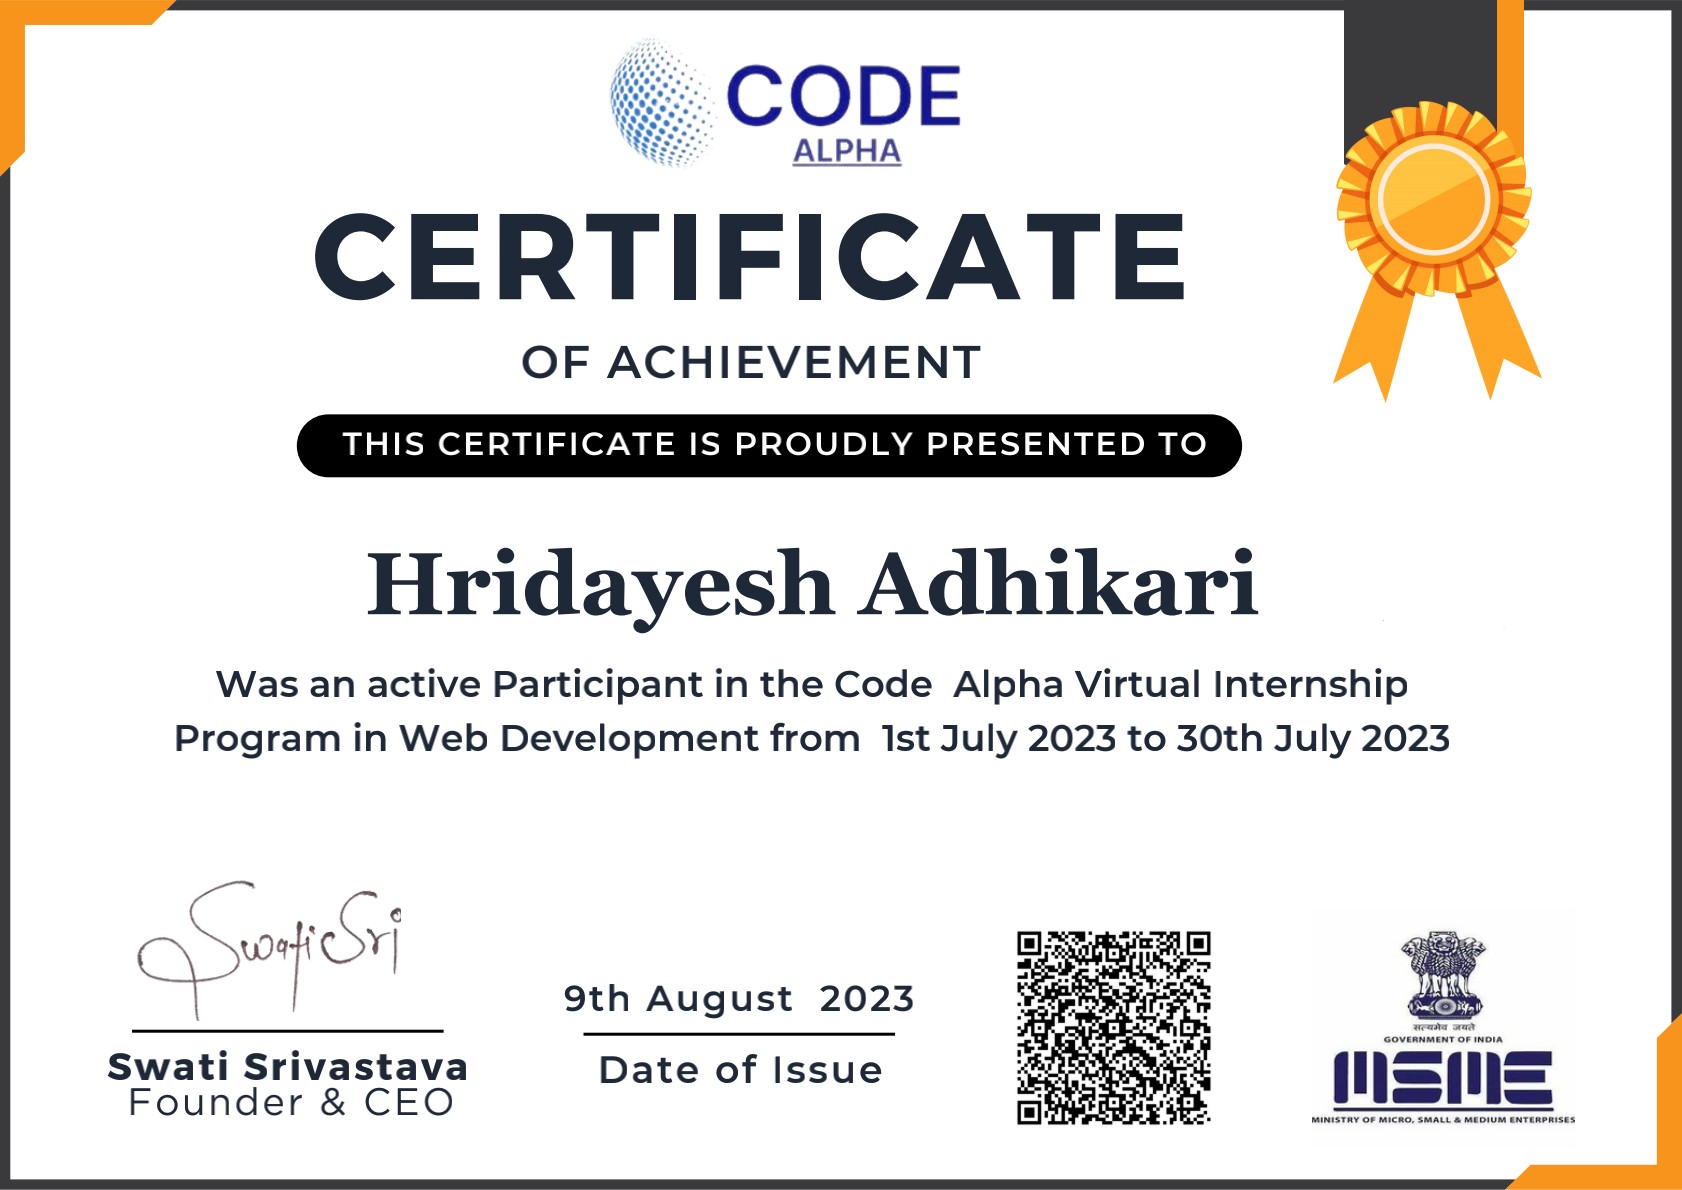 CODE
ALPHA
CERTIFICATE
OF ACHIEVEMENT
THIS CERTIFICATE IS PROUDLY PRESENTED TO
Hridayesh Adhikari
Was an active Participant in the Code Alpha Virtual Internship
Program in Web Development from 1st July 2023 to 30th July 2023
Swati Sri
Swati Srivastava
Founder & CEO
9th August 2023
Date of Issue
सत्यमेव जयते
GOVERNMENT OF INDIA
MSME
MINISTRY OF MICRO, SMALL & MEDIUM ENTERPRISES